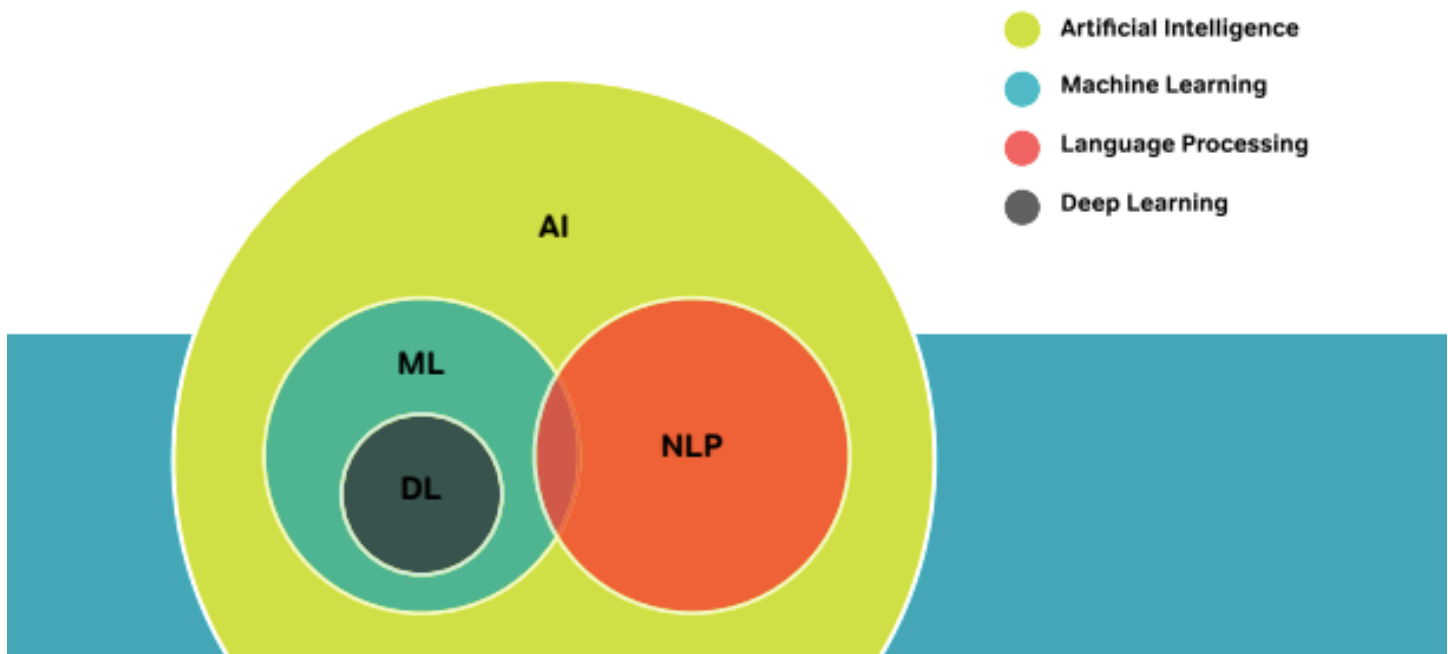 Artificial Intelligence
Machine Learning
Language Processing
Deep Learning
AI
ML
NLP
DL